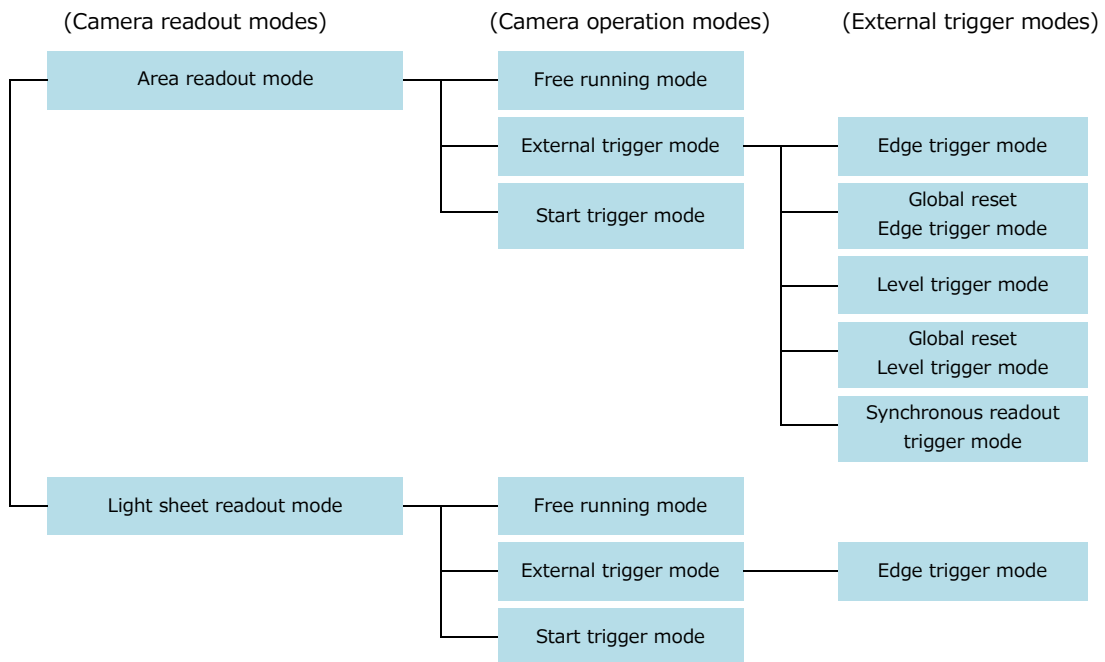 (Camera readout modes)
(Camera operation modes)
(External trigger modes)
Area readout mode
Free running mode
External trigger mode
Edge trigger mode
Start trigger mode
Global reset
Edge trigger mode
Level trigger mode
Global reset
Level trigger mode
Synchronous readout
trigger mode
Light sheet readout mode
Free running mode
External trigger mode
Edge trigger mode
Start trigger mode